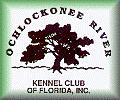 OCHLOCKONEE RIVER
KENNEL CLUB
OF FLORIDA, INC.